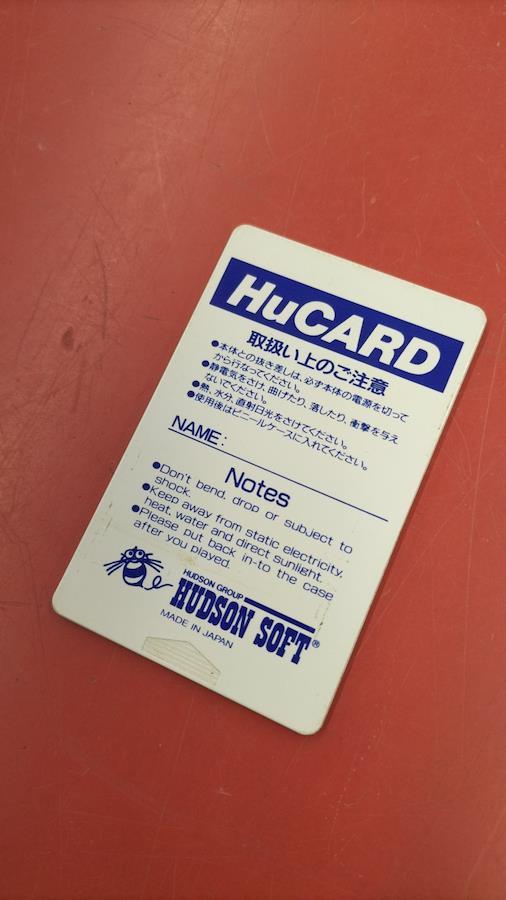 HuCARD
取扱い上のご注意
●本体との抜き差しは、必ず本体の電源を切って
から行なってください。
●静電気をさけ、曲げたり、落したり、衝撃を与え
ないでください。
●熱、水分、直射日光をさけてください。
●使用後はビニールケースに入れてください。
NAME:
Notes
●Don't bend, drop or subject to
shock.
●Keep away from static electricity,
heat, water and direct sunlight.
●Please put back in-to the case
after you played.
HUDSON GROUP
HUDSON SOFT®
MADE IN JAPAN